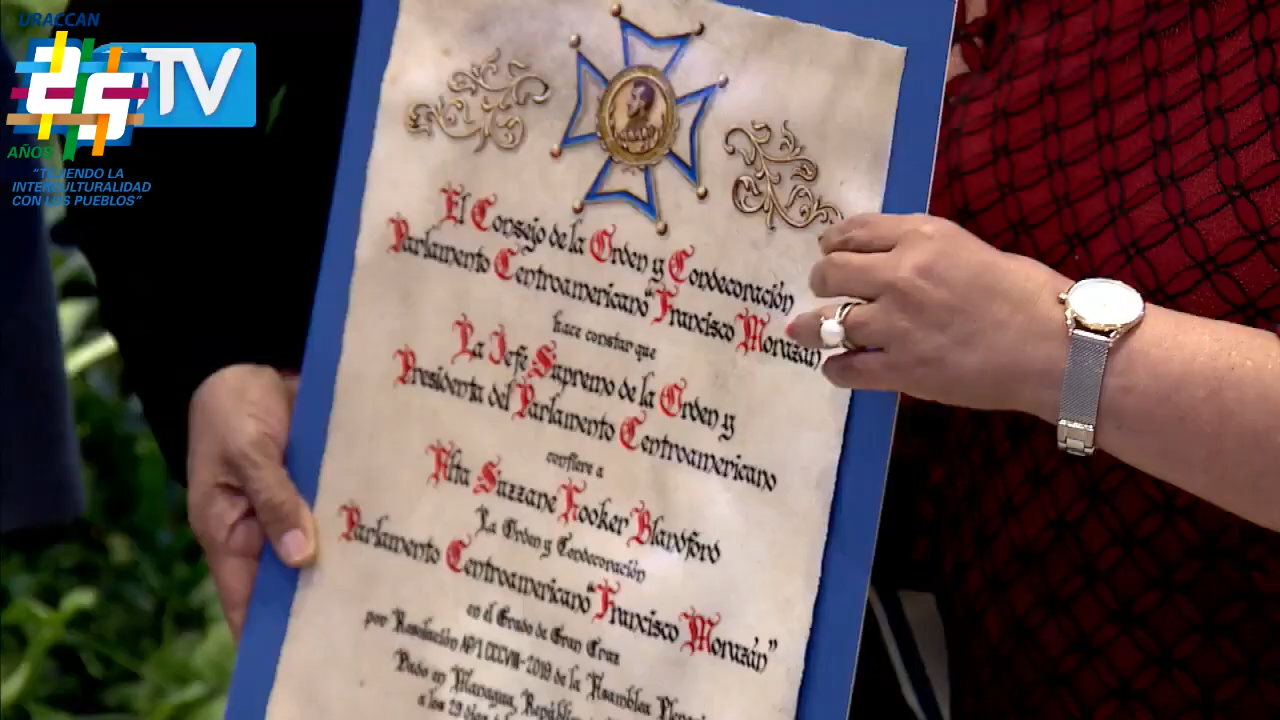 URACCAN
25 TV
AÑOS
"TEJIENDO LA
INTERCULTURALIDAD
CON LOS PUEBLOS"
El Consejo de la Orden y Condecoración
Parlamento Centroamericano "Francisco Morazán
hace constar que
La Jefe Supremo de la Orden y
Presidenta del Parlamento Centroamericano
confiere a
Alta Suzzane Hooker Blandford
La Orden y Condecoración
Parlamento Centroamericano "Francisco Morazán"
en el Grado de Gran Cruz
por Resolución AP/1 CCCVIII-2019 de la Asamblea
Dado en Managua,
a los 29 días